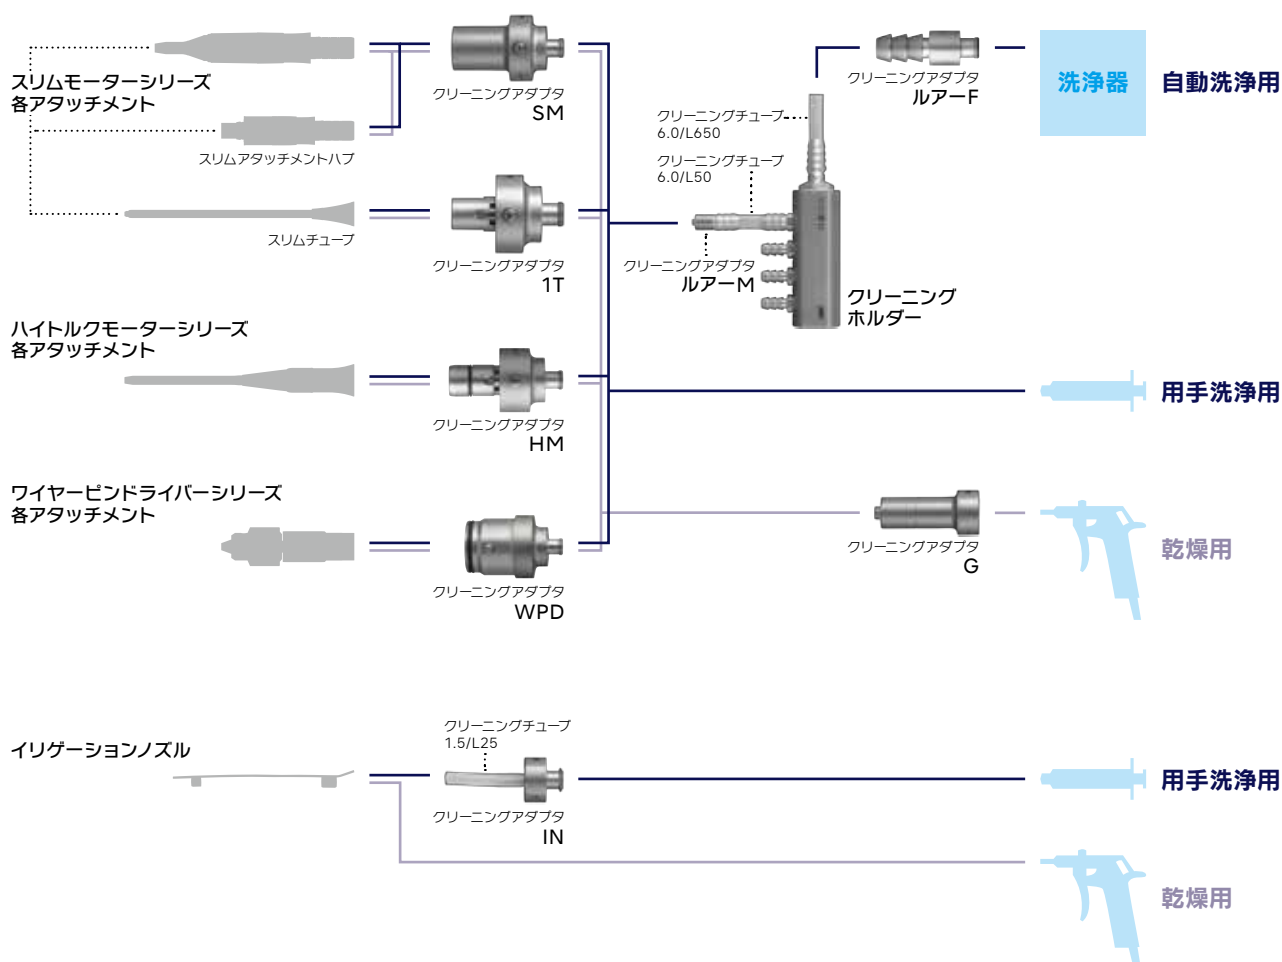 スリムモーターシリーズ
各アタッチメント
スリムアタッチメントハブ
スリムチューブ
クリーニングアダプタ
SM
クリーニングアダプタ
1T
クリーニングチューブ
6.0/L650
クリーニングチューブ
6.0/L50
クリーニングアダプタ
ルアーM
クリーニング
ホルダー
クリーニングアダプタ
ルアーF
洗浄器
自動洗浄用
ハイトルクモーターシリーズ
各アタッチメント
クリーニングアダプタ
HM
用手洗浄用
ワイヤーピンドライバーシリーズ
各アタッチメント
クリーニングアダプタ
WPD
クリーニングアダプタ
G
乾燥用
イリゲーションノズル
クリーニングチューブ
1.5/L25
クリーニングアダプタ
IN
用手洗浄用
乾燥用